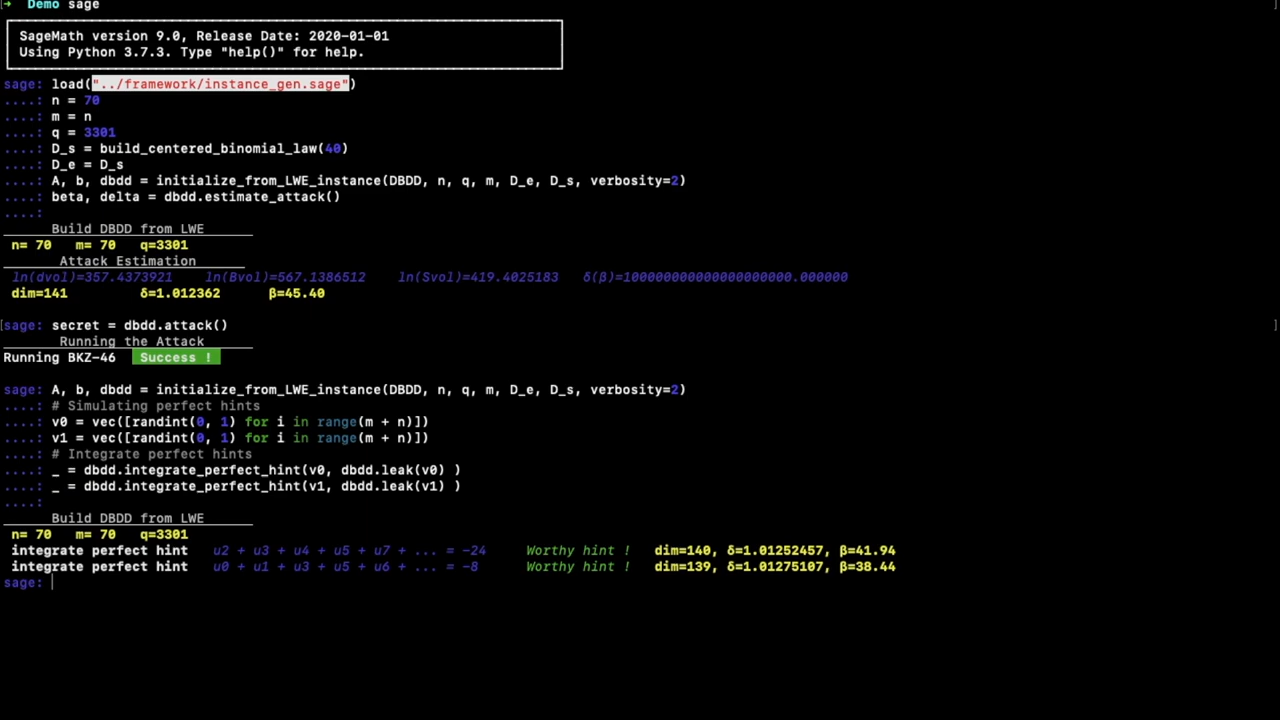 →  Demo sage
SageMath version 9.0, Release Date: 2020-01-01
Using Python 3.7.3. Type "help()" for help.
sage: load("../framework/instance_gen.sage")
....: n = 70
....: m = n
....: q = 3301
....: D_s = build_centered_binomial_law(40)
....: D_e = D_s
....: A, b, dbdd = initialize_from_LWE_instance(DBDD, n, q, m, D_e, D_s, verbosity=2)
....: beta, delta = dbdd.estimate_attack()
....:
Build DBDD from LWE
n= 70   m= 70   q=3301
Attack Estimation
ln(dvol)=357.4373921    ln(Bvol)=567.1386512    ln(Svol)=419.4025183   δ(β)=1000000000000000000000.000000
dim=141         δ=1.012362      β=45.40
[sage: secret = dbdd.attack() ]
Running the Attack
Running BKZ-46   Success !
sage: A, b, dbdd = initialize_from_LWE_instance(DBDD, n, q, m, D_e, D_s, verbosity=2)
....: # Simulating perfect hints
....: v0 = vec([randint(0, 1) for i in range(m + n)])
....: v1 = vec([randint(0, 1) for i in range(m + n)])
....: # Integrate perfect hints
....: _ = dbdd.integrate_perfect_hint(v0, dbdd.leak(v0) )
....: _ = dbdd.integrate_perfect_hint(v1, dbdd.leak(v1) )
....:
Build DBDD from LWE
n= 70   m= 70   q=3301
integrate perfect hint   u2 + u3 + u4 + u5 + u7 + ... = -24     Worthy hint !   dim=140, δ=1.01252457, β=41.94
integrate perfect hint   u0 + u1 + u3 + u5 + u6 + ... = -8      Worthy hint !   dim=139, δ=1.01275107, β=38.44
sage: